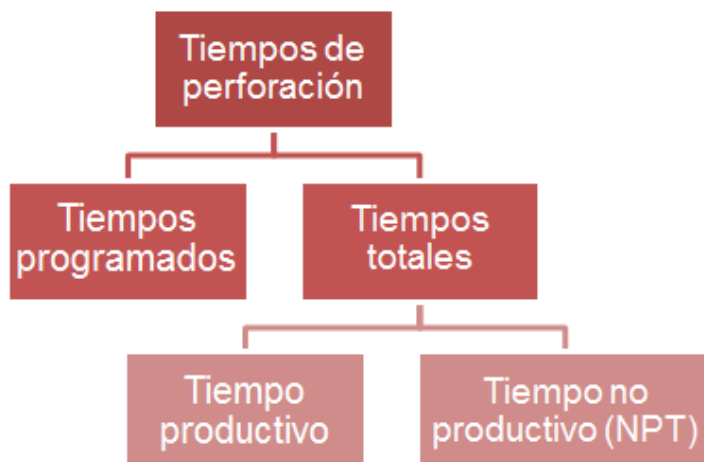 Tiempos de
perforación
Tiempos
programados
Tiempos
totales
Tiempo
productivo
Tiempo no
productivo (NPT)